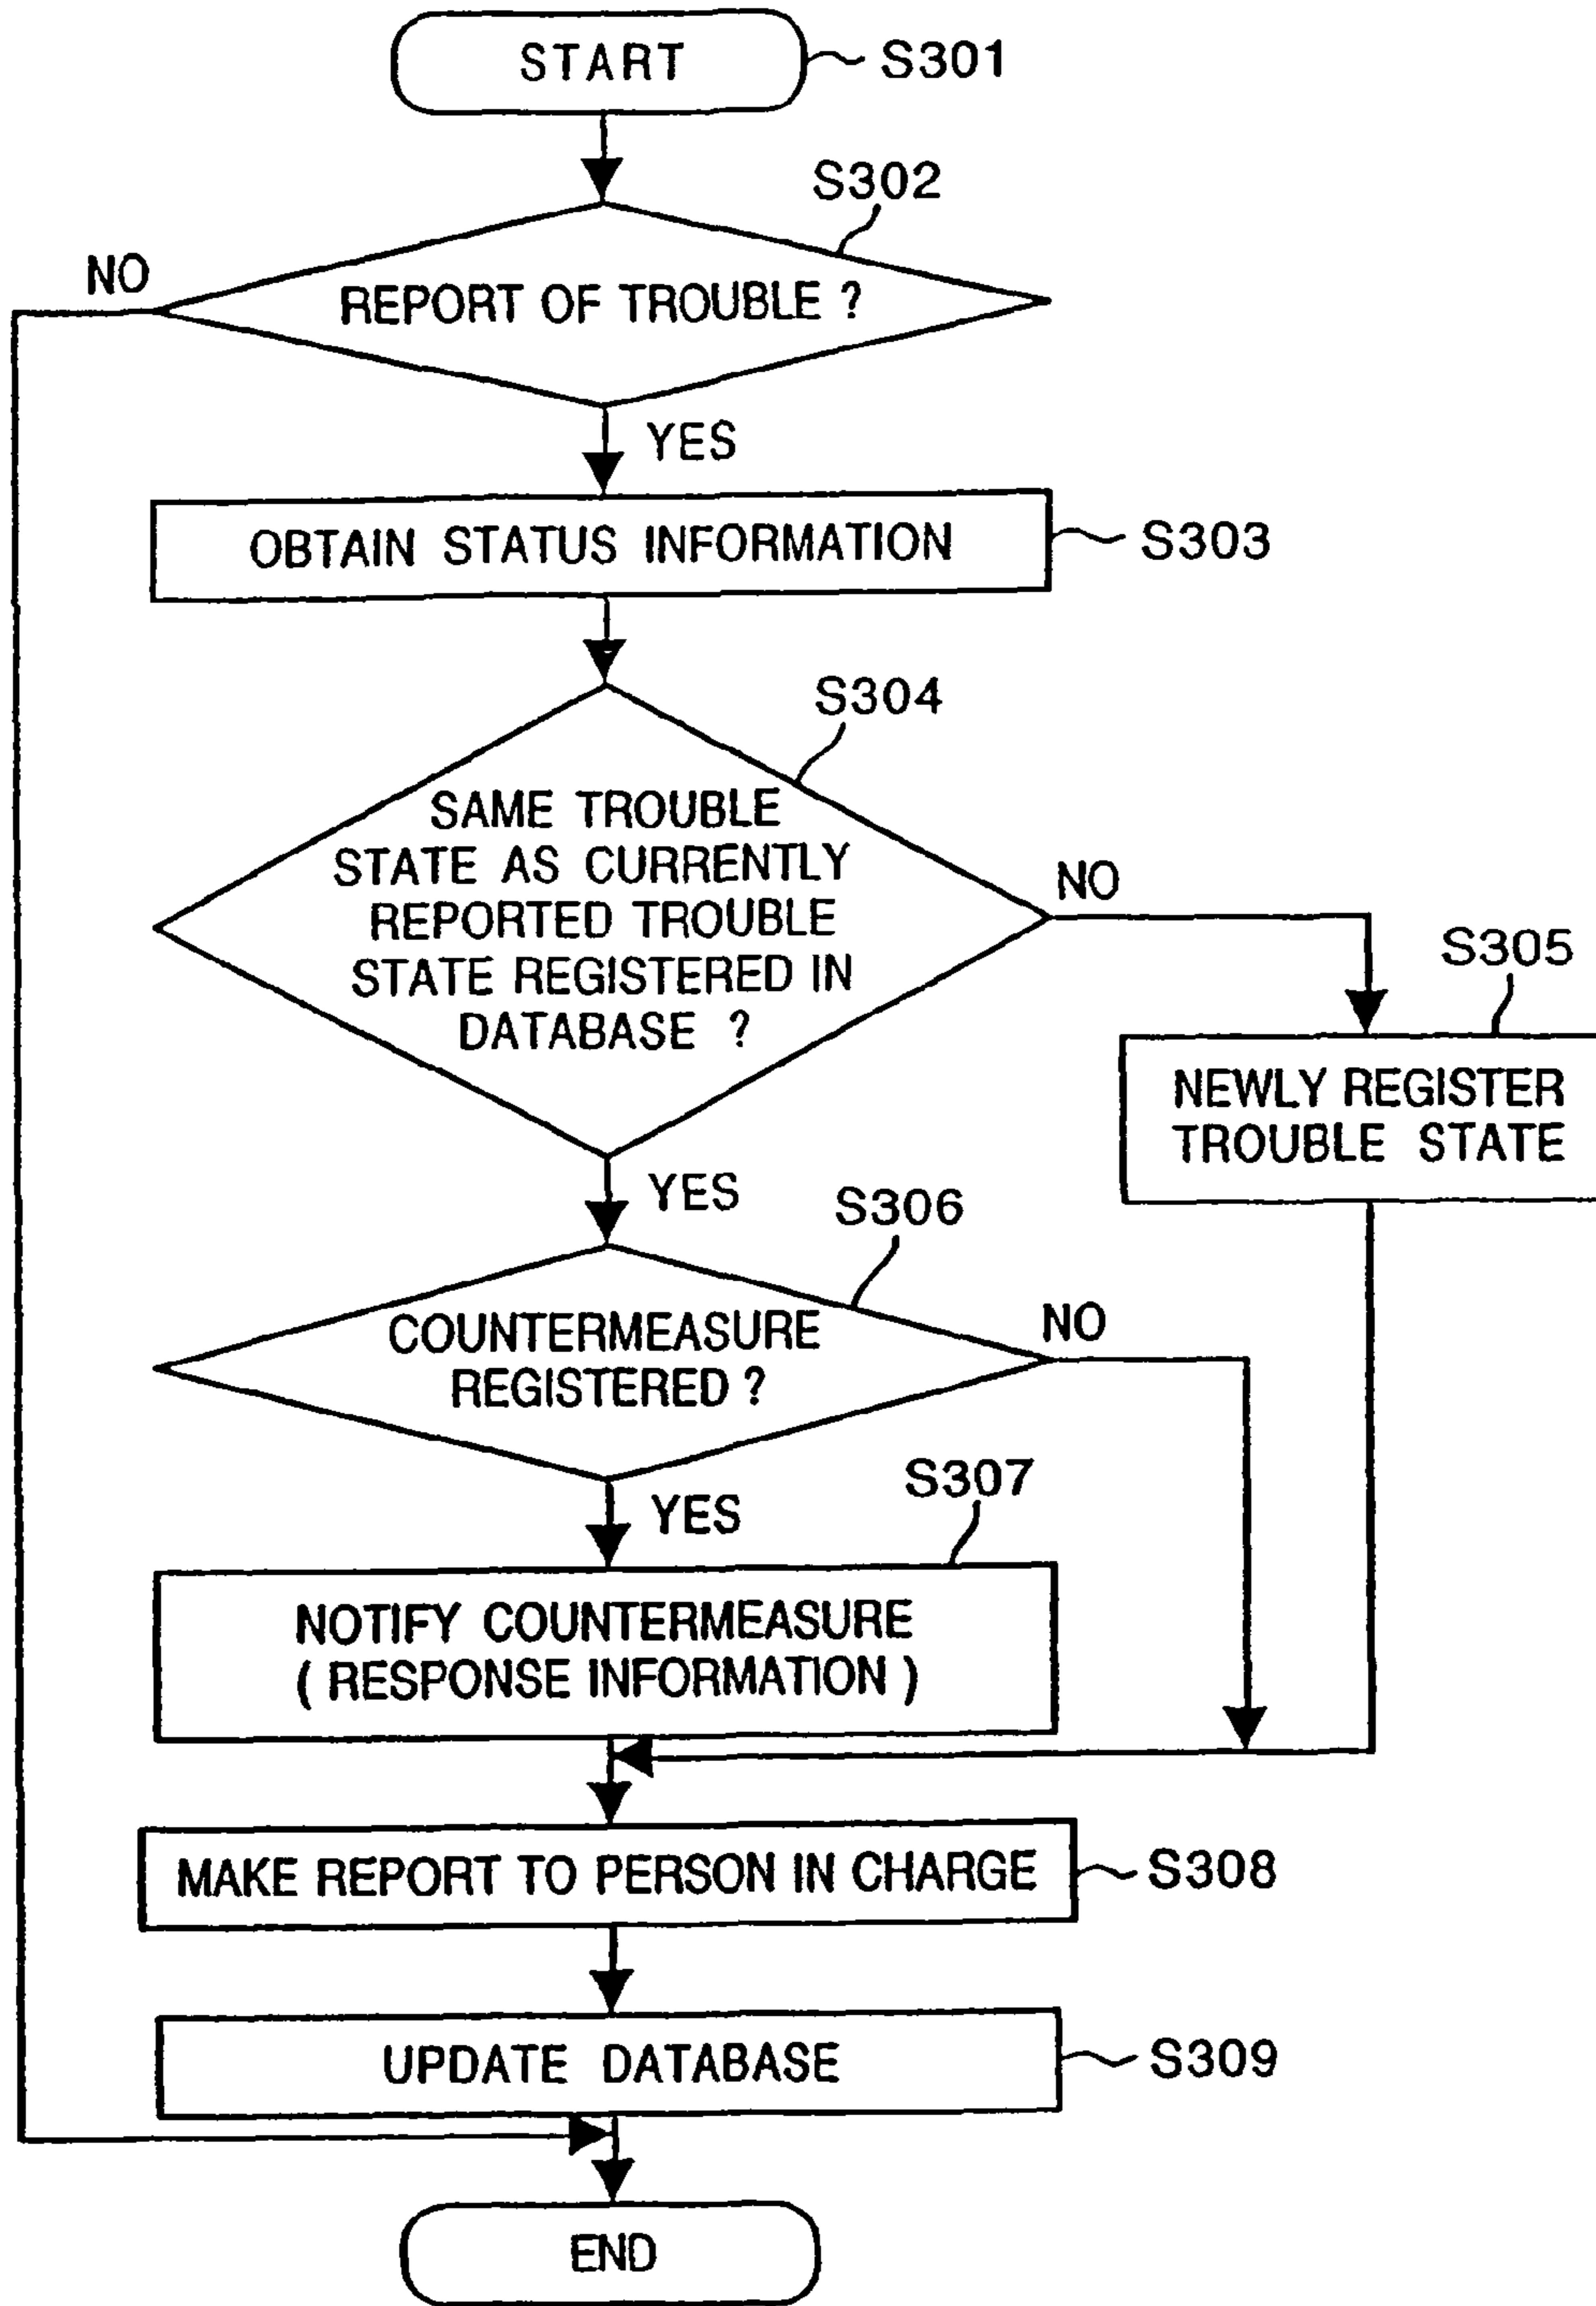 START
S301
S302
NO
REPORT OF TROUBLE ?
YES
OBTAIN STATUS INFORMATION
S303
S304
SAME TROUBLE
STATE AS CURRENTLY
REPORTED TROUBLE
STATE REGISTERED IN
DATABASE ?
NO
S305
NEWLY REGISTER
TROUBLE STATE
YES
S306
COUNTERMEASURE
REGISTERED ?
NO
YES
S307
NOTIFY COUNTERMEASURE
( RESPONSE INFORMATION )
MAKE REPORT TO PERSON IN CHARGE
S308
UPDATE DATABASE
S309
END